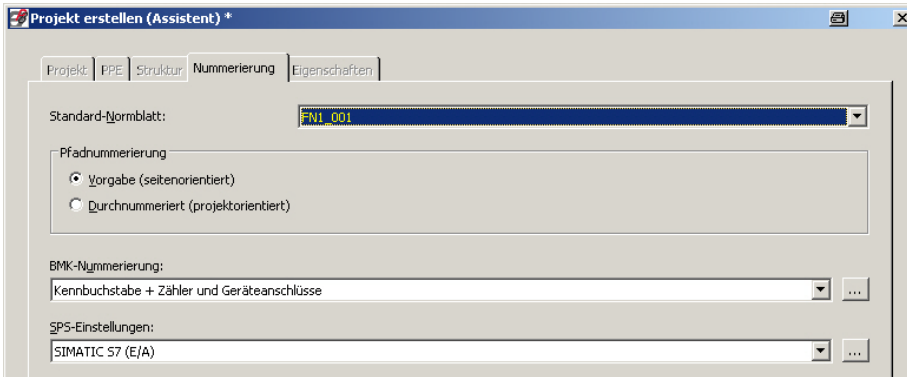 Projekt erstellen (Assistent) *
Projekt PPE Struktur Nummerierung Eigenschaften
Standard-Normblatt: FN1_001
Pfadnummerierung
Vorgabe (seitenorientiert)
Durchnummeriert (projektorientiert)
BMK-Nummerierung:
Kennbuchstabe + Zähler und Geräteanschlüsse ...
SPS-Einstellungen:
SIMATIC S7 (E/A) ...